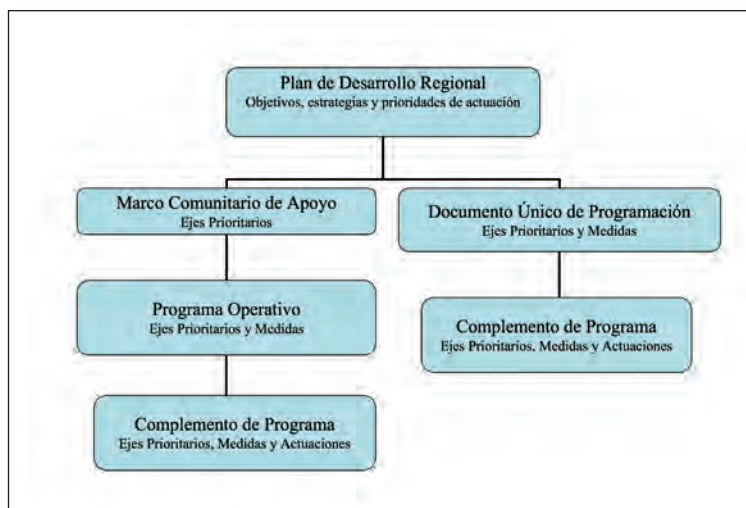 Plan de Desarrollo Regional
Objetivos, estrategias y prioridades de actuación
Marco Comunitario de Apoyo
Ejes Prioritarios
Documento Único de Programación
Ejes Prioritarios y Medidas
Programa Operativo
Ejes Prioritarios y Medidas
Complemento de Programa
Ejes Prioritarios, Medidas y Actuaciones
Complemento de Programa
Ejes Prioritarios, Medidas y Actuaciones